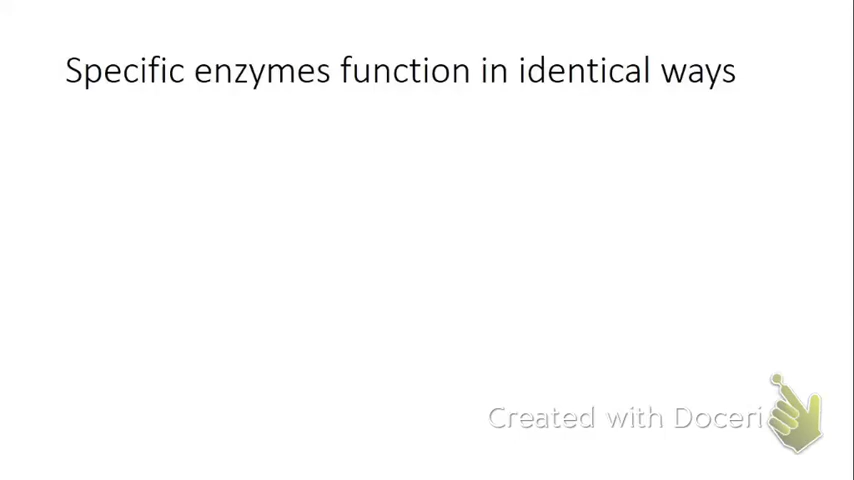 Specific enzymes function in identical ways
Created with Doceri